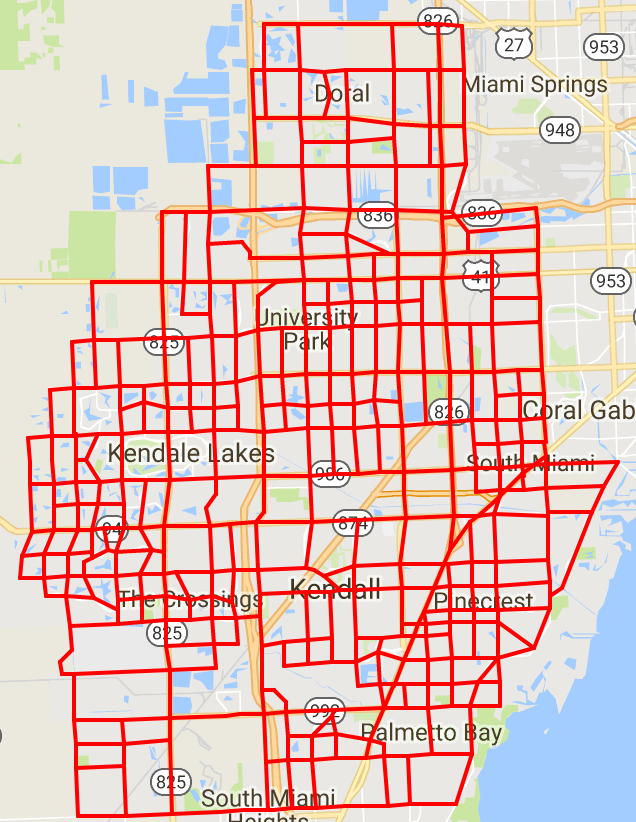 826
27
953
Doral
Miami Springs
948
836
836
41
953
University
Park
825
826
Coral Gab
Kendale Lakes
986
South Miami
94
874
The Crossings
Kendall
Pinecrest
825
992
Palmetto Bay
825
South Miami
Heights